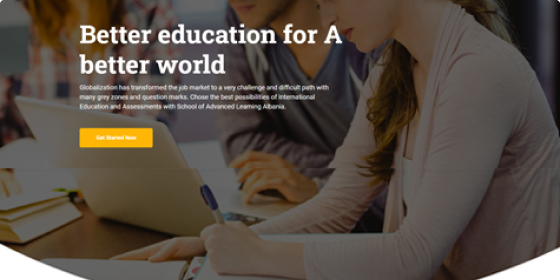 Better education for A
better world
Globalization has transformed the job market to a very challenge and difficult path with
many grey zones and question marks. Chose the best possibilities of International
Education and Assessments with School of Advanced Learning Albania.
Get Started Now